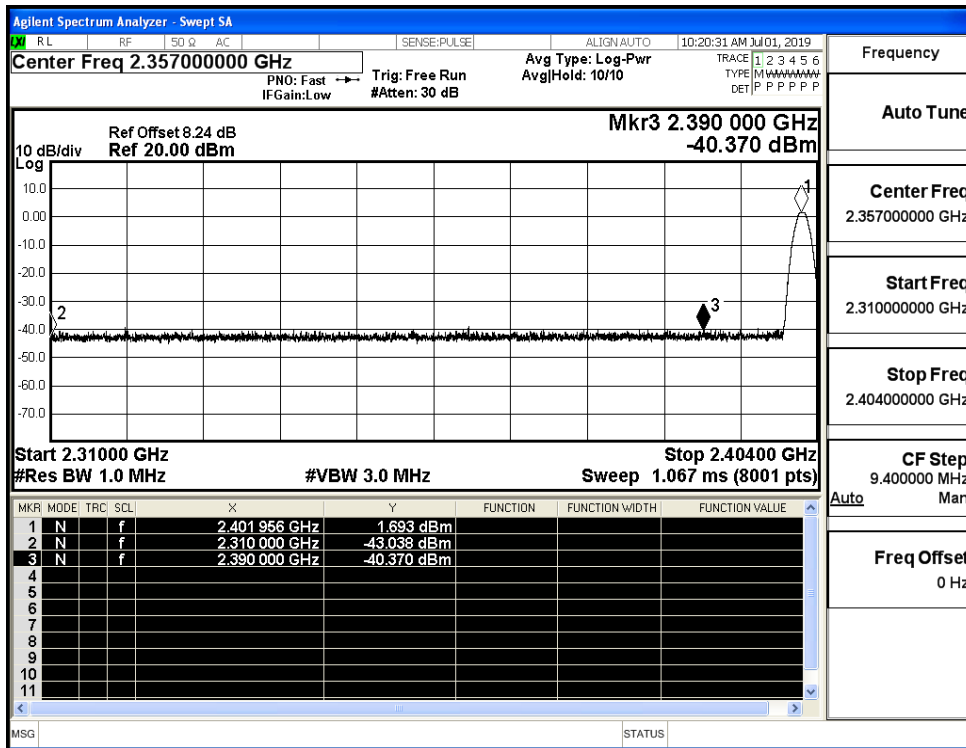 Agilent Spectrum Analyzer - Swept SA
LXI RL RF 50 Ω AC SENSE:PULSE ALIGNAUTO 10:20:31 AM Jul 01, 2019
Center Freq 2.357000000 GHz
PNO: Fast
IFGain:Low
Trig: Free Run
#Atten: 30 dB
Avg Type: Log-Pwr
Avg|Hold: 10/10
TRACE 1 2 3 4 5 6
TYPE M
DET P P P P P P
Frequency
Auto Tune
Center Freq
2.357000000 GHz
Start Freq
2.310000000 GHz
Stop Freq
2.404000000 GHz
CF Step
9.400000 MHz
Auto Man
Freq Offset
0 Hz
Mkr3 2.390 000 GHz
-40.370 dBm
Ref Offset 8.24 dB
10 dB/div Ref 20.00 dBm
Log
10.0
0.00
-10.0
-20.0
-30.0
-40.0
-50.0
-60.0
-70.0
1
2
3
Start 2.31000 GHz Stop 2.40400 GHz
#Res BW 1.0 MHz #VBW 3.0 MHz Sweep 1.067 ms (8001 pts)
MKR MODE TRC SCL X Y FUNCTION FUNCTION WIDTH FUNCTION VALUE
1 N f 2.401 956 GHz 1.693 dBm
2 N f 2.310 000 GHz -43.038 dBm
3 N f 2.390 000 GHz -40.370 dBm
4
5
6
7
8
9
10
11
MSG STATUS